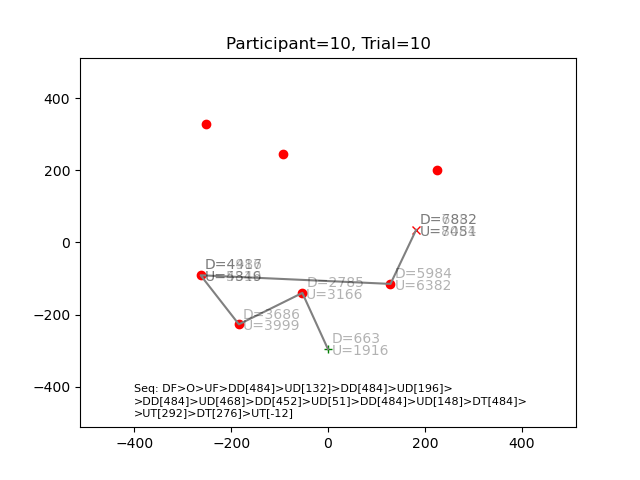 Participant=10, Trial=10
400
200
0
−200
−400
D=2785
U=3166
D=5984
U=6382
D=3686
U=3999
D=663
U=1916
Seq: DF>O>UF>DD[484]>UD[132]>DD[484]>UD[196]>
>DD[484]>UD[468]>DD[452]>UD[51]>DD[484]>UD[148]>DT[484]>
>UT[292]>DT[276]>UT[-12]
−400
−200
0
200
400